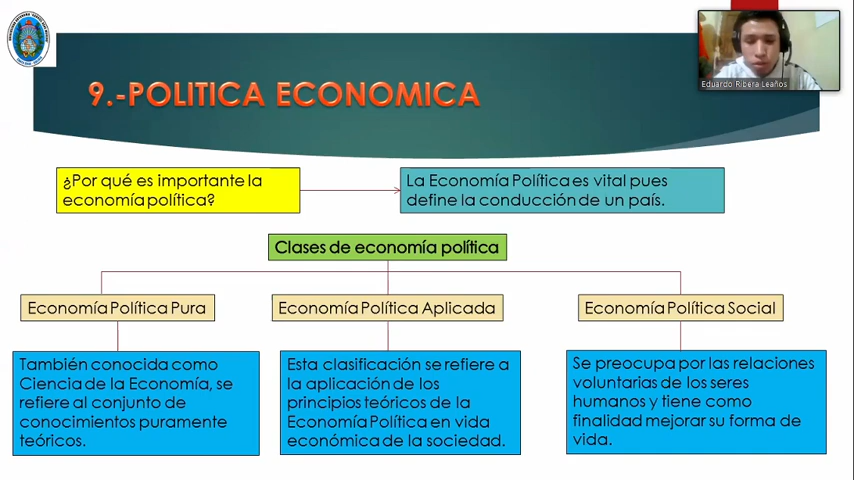 Eduardo Ribera Leaños
9.-POLITICA ECONOMICA
¿Por qué es importante la
economía política?
La Economía Política es vital pues
define la conducción de un país.
Clases de economía política
Economía Política Pura
Economía Política Aplicada
Economía Política Social
También conocida como
Ciencia de la Economía, se
refiere al conjunto de
conocimientos puramente
teóricos.
Esta clasificación se refiere a
la aplicación de los
principios teóricos de la
Economía Política en vida
económica de la sociedad.
Se preocupa por las relaciones
voluntarias de los seres
humanos y tiene como
finalidad mejorar su forma de
vida.